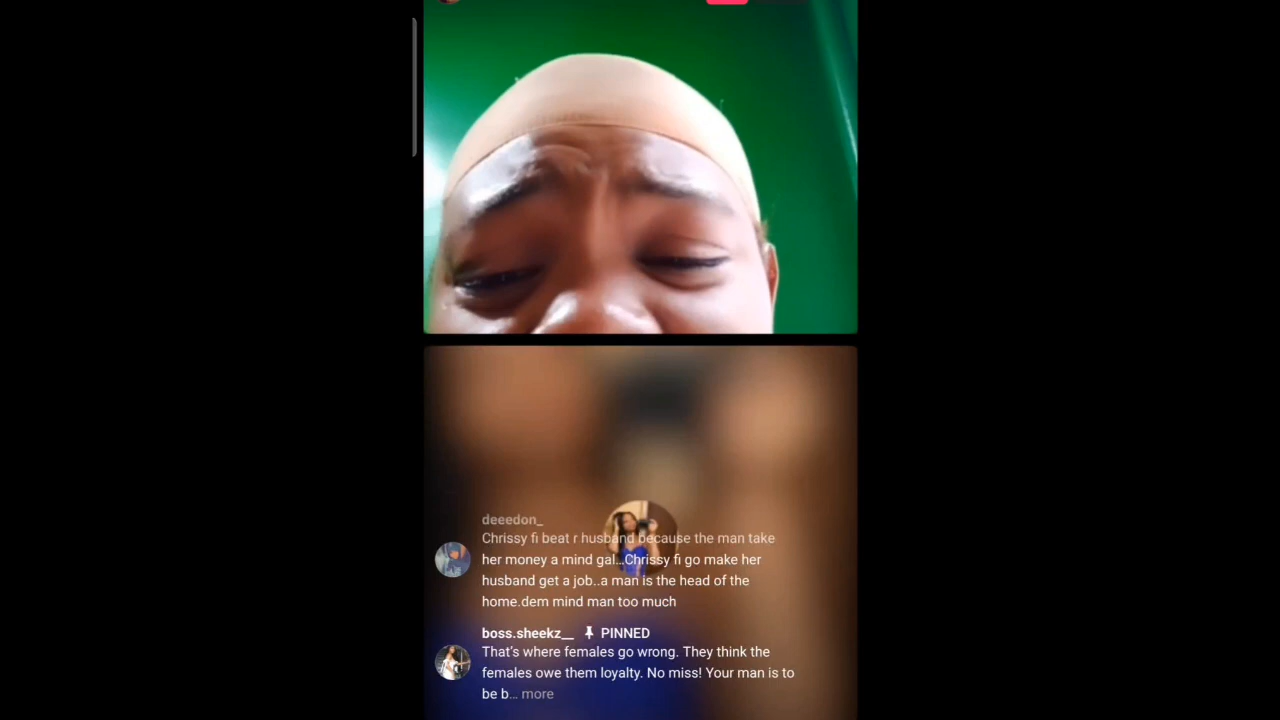 deeedon_
Chrissy fi beat r husband because the man take
her money a mind gal...Chrissy fi go make her
husband get a job..a man is the head of the
home.dem mind man too much
boss.sheekz__ PINNED
That's where females go wrong. They think the
females owe them loyalty. No miss! Your man is to
be b... more